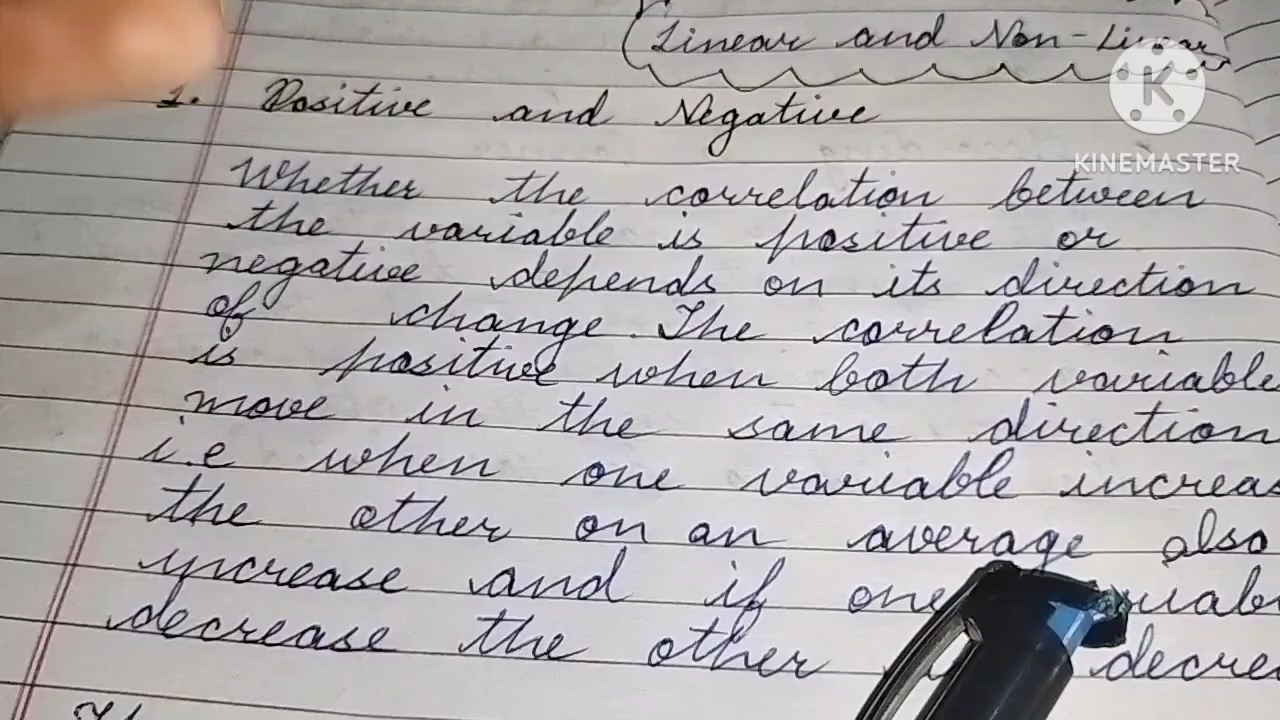 Linear and Non-Linear
1. Positive and Negative
Whether the correlation between
the variable is positive or
negative depends on its direction
of change. The correlation
is positive when both variable
move in the same direction
i.e when one variable increas
the other on an average also
increase and if one
decrease the other decre
K
KINEMASTER